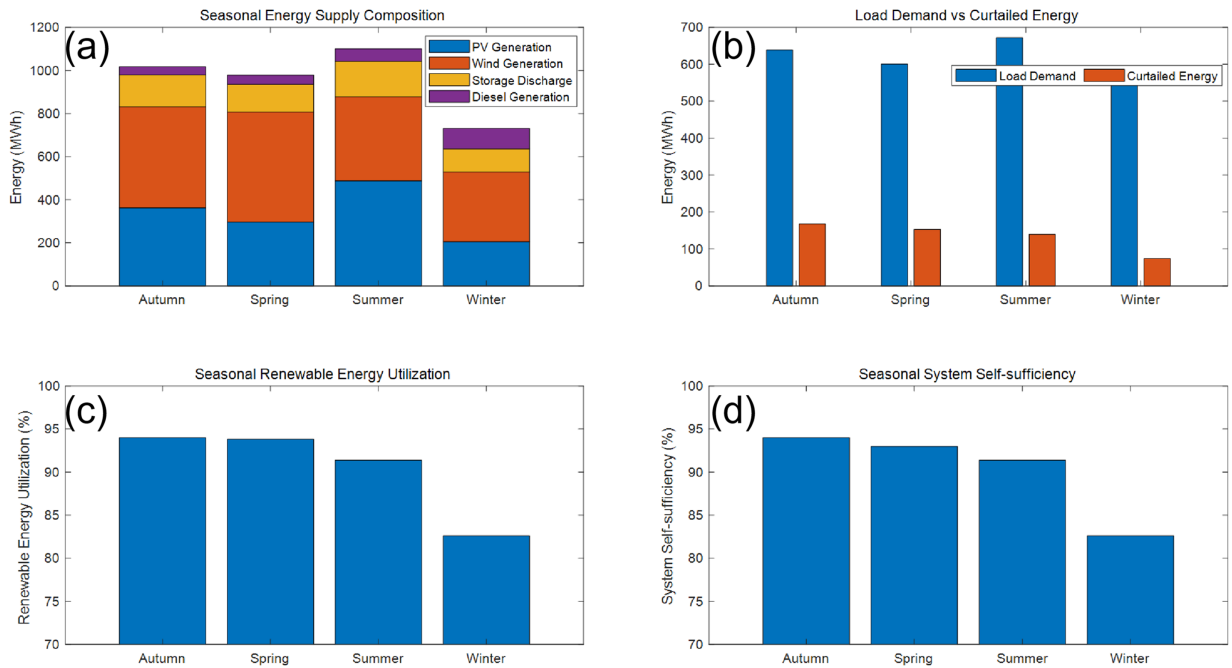 Seasonal Energy Supply Composition
(a)
Energy (MWh)
1200
1000
800
600
400
200
0
PV Generation
Wind Generation
Storage Discharge
Diesel Generation
Autumn Spring Summer Winter
Load Demand vs Curtailed Energy
(b)
Energy (MWh)
700
600
500
400
300
200
100
0
Load Demand Curtailed Energy
Autumn Spring Summer Winter
Seasonal Renewable Energy Utilization
(c)
Renewable Energy Utilization (%)
100
95
90
85
80
75
70
Autumn Spring Summer Winter
Seasonal System Self-sufficiency
(d)
System Self-sufficiency (%)
100
95
90
85
80
75
70
Autumn Spring Summer Winter